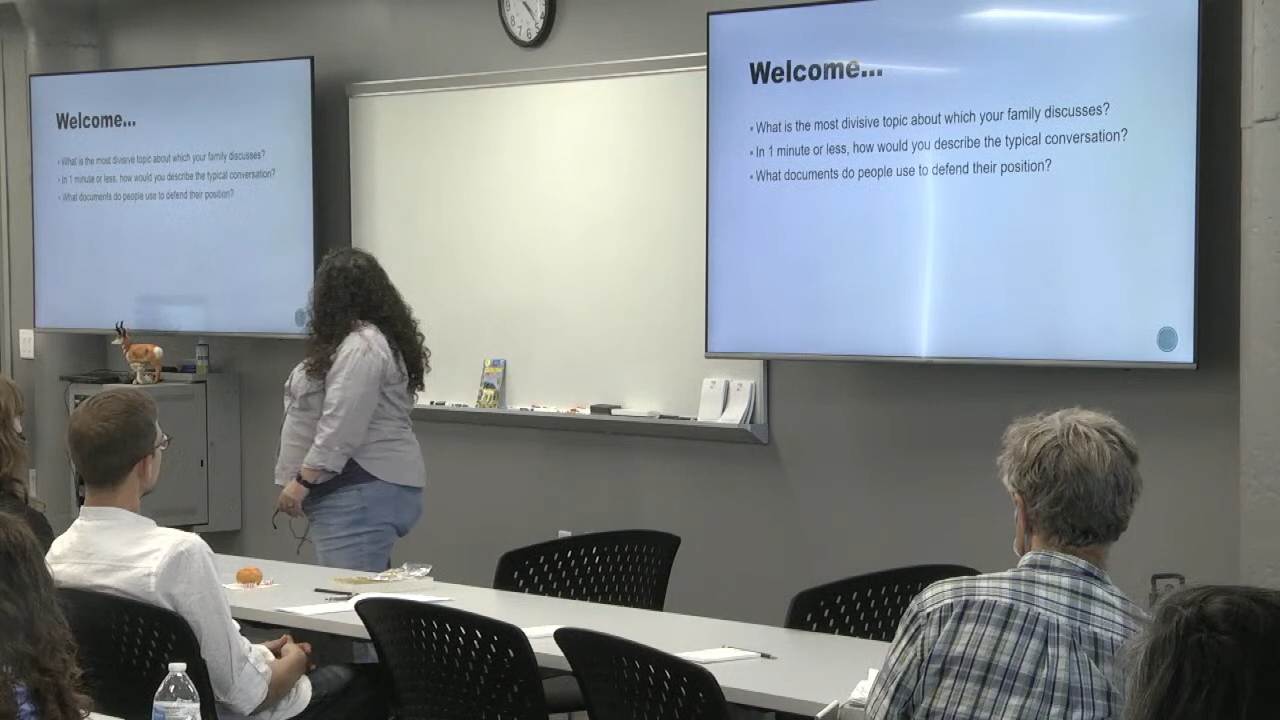 Welcome...
What is the most divisive topic about which your family discusses?
In 1 minute or less, how would you describe the typical conversation?
What documents do people use to defend their position?
Welcome...
What is the most divisive topic about which your family discusses?
In 1 minute or less, how would you describe the typical conversation?
What documents do people use to defend their position?